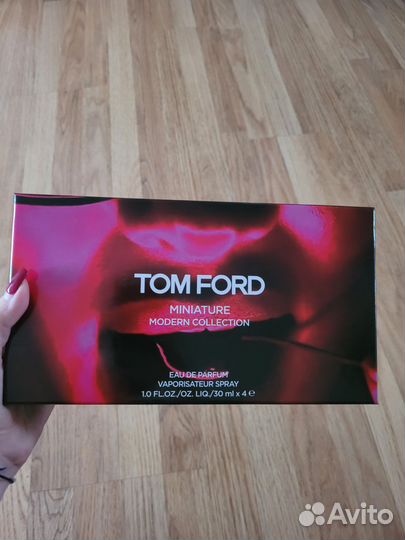 TOM FORD
MINIATURE
MODERN COLLECTION
EAU DE PARFUM
VAPORISATEUR SPRAY
1.0 FL.OZ./OZ. LIQ./30 ml x 4 ℮
Avito